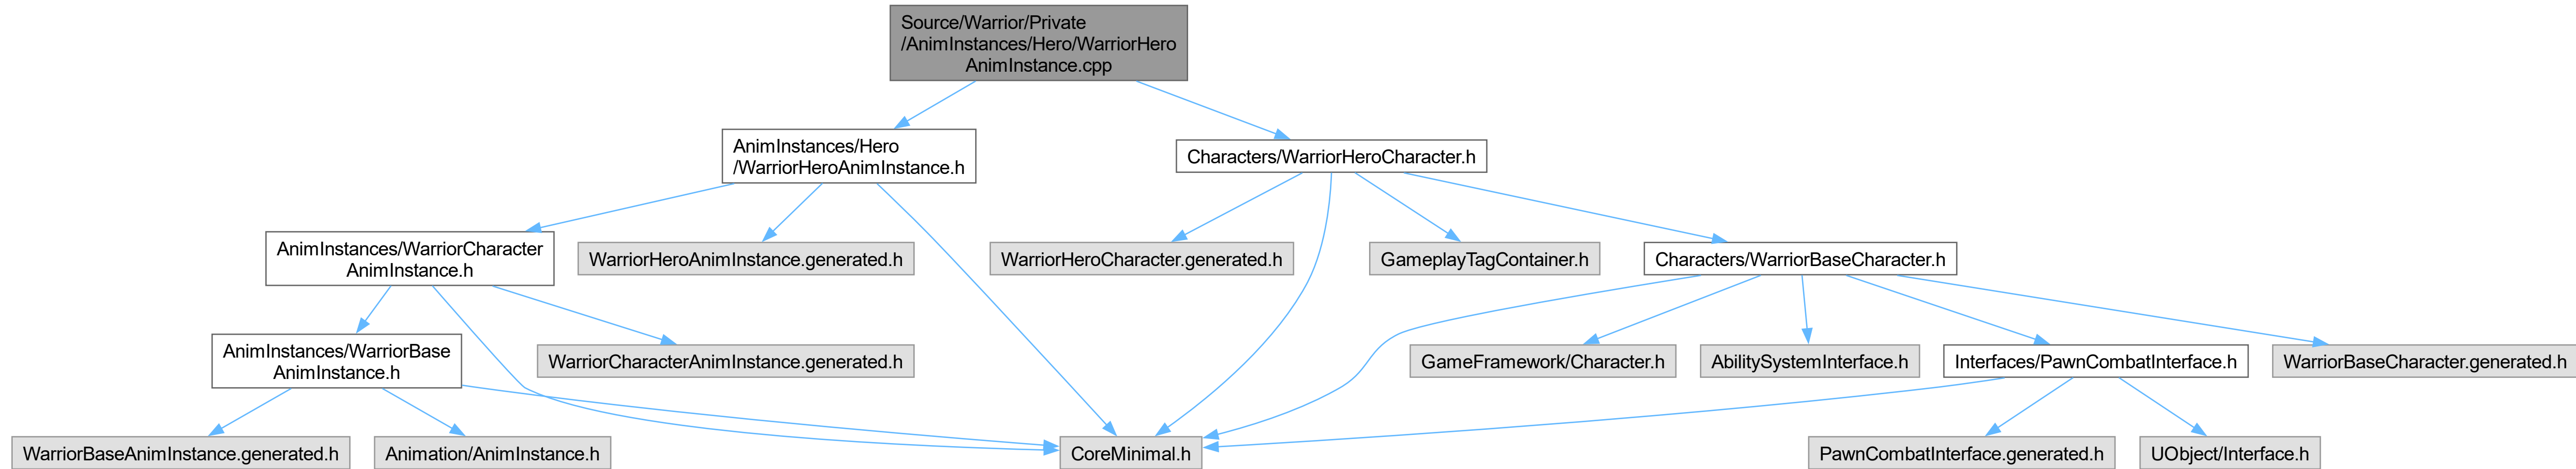 Source/Warrior/Private
/AnimInstances/Hero/WarriorHero
AnimInstance.cpp
AnimInstances/Hero
/WarriorHeroAnimInstance.h
Characters/WarriorHeroCharacter.h
AnimInstances/WarriorCharacter
AnimInstance.h
WarriorHeroAnimInstance.generated.h
WarriorHeroCharacter.generated.h
GameplayTagContainer.h
Characters/WarriorBaseCharacter.h
AnimInstances/WarriorBase
AnimInstance.h
WarriorCharacterAnimInstance.generated.h
GameFramework/Character.h
AbilitySystemInterface.h
Interfaces/PawnCombatInterface.h
WarriorBaseCharacter.generated.h
WarriorBaseAnimInstance.generated.h
Animation/AnimInstance.h
CoreMinimal.h
PawnCombatInterface.generated.h
UObject/Interface.h